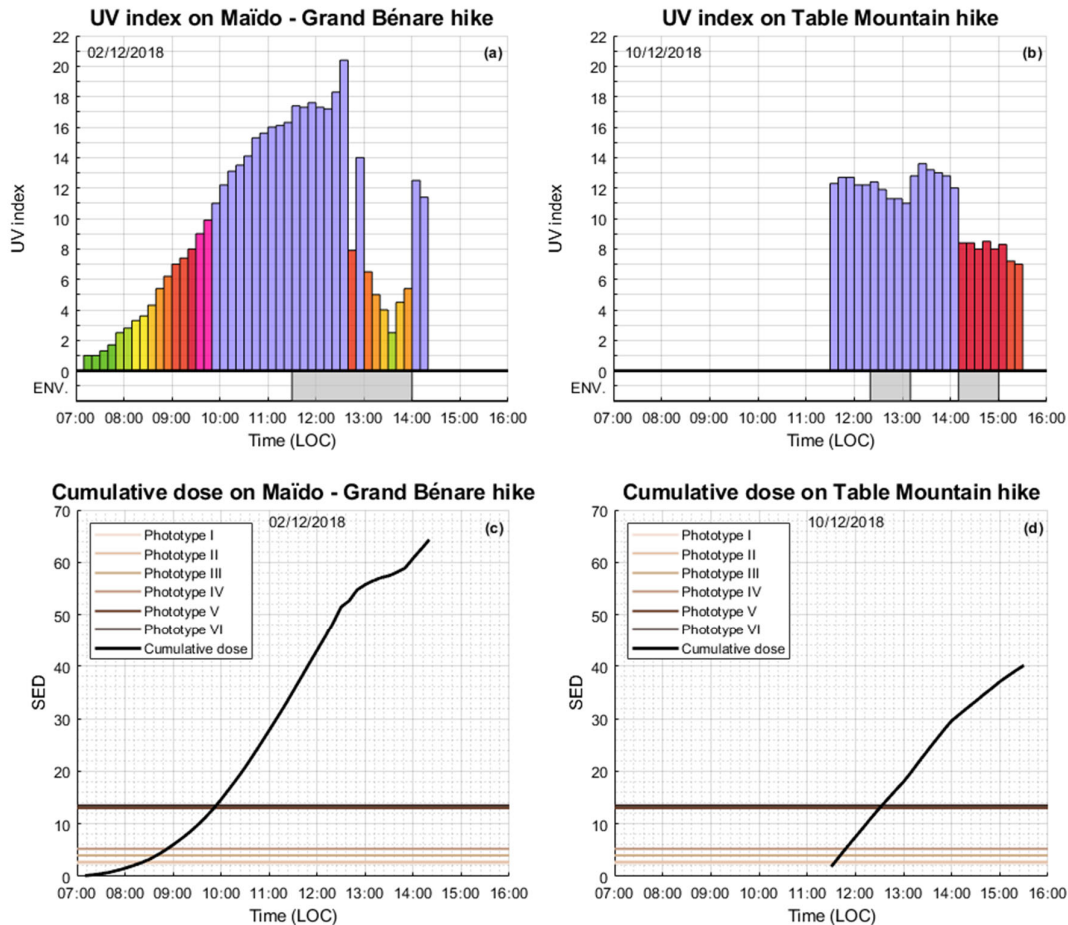 UV index on Maïdo - Grand Bénare hike
02/12/2018
(a)
22
20
18
16
14
12
10
8
6
4
2
0
ENV.
UV index
07:00 08:00 09:00 10:00 11:00 12:00 13:00 14:00 15:00 16:00
Time (LOC)
UV index on Table Mountain hike
10/12/2018
(b)
22
20
18
16
14
12
10
8
6
4
2
0
ENV.
UV index
07:00 08:00 09:00 10:00 11:00 12:00 13:00 14:00 15:00 16:00
Time (LOC)
Cumulative dose on Maïdo - Grand Bénare hike
02/12/2018
(c)
Phototype I
Phototype II
Phototype III
Phototype IV
Phototype V
Phototype VI
Cumulative dose
70
60
50
40
30
20
10
0
SED
07:00 08:00 09:00 10:00 11:00 12:00 13:00 14:00 15:00 16:00
Time (LOC)
Cumulative dose on Table Mountain hike
10/12/2018
(d)
Phototype I
Phototype II
Phototype III
Phototype IV
Phototype V
Phototype VI
Cumulative dose
70
60
50
40
30
20
10
0
SED
07:00 08:00 09:00 10:00 11:00 12:00 13:00 14:00 15:00 16:00
Time (LOC)